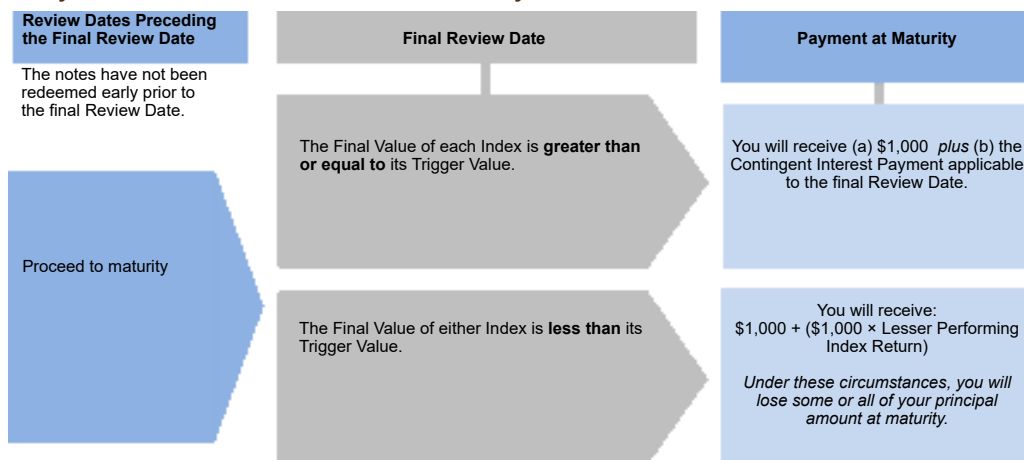 Review Dates Preceding
the Final Review Date
The notes have not been
redeemed early prior to
the final Review Date.
Proceed to maturity
Final Review Date
The Final Value of each Index is greater than
or equal to its Trigger Value.
The Final Value of either Index is less than its
Trigger Value.
Payment at Maturity
You will receive (a) $1,000 plus (b) the
Contingent Interest Payment applicable
to the final Review Date.
You will receive:
$1,000 + ($1,000 × Lesser Performing
Index Return)
Under these circumstances, you will
lose some or all of your principal
amount at maturity.